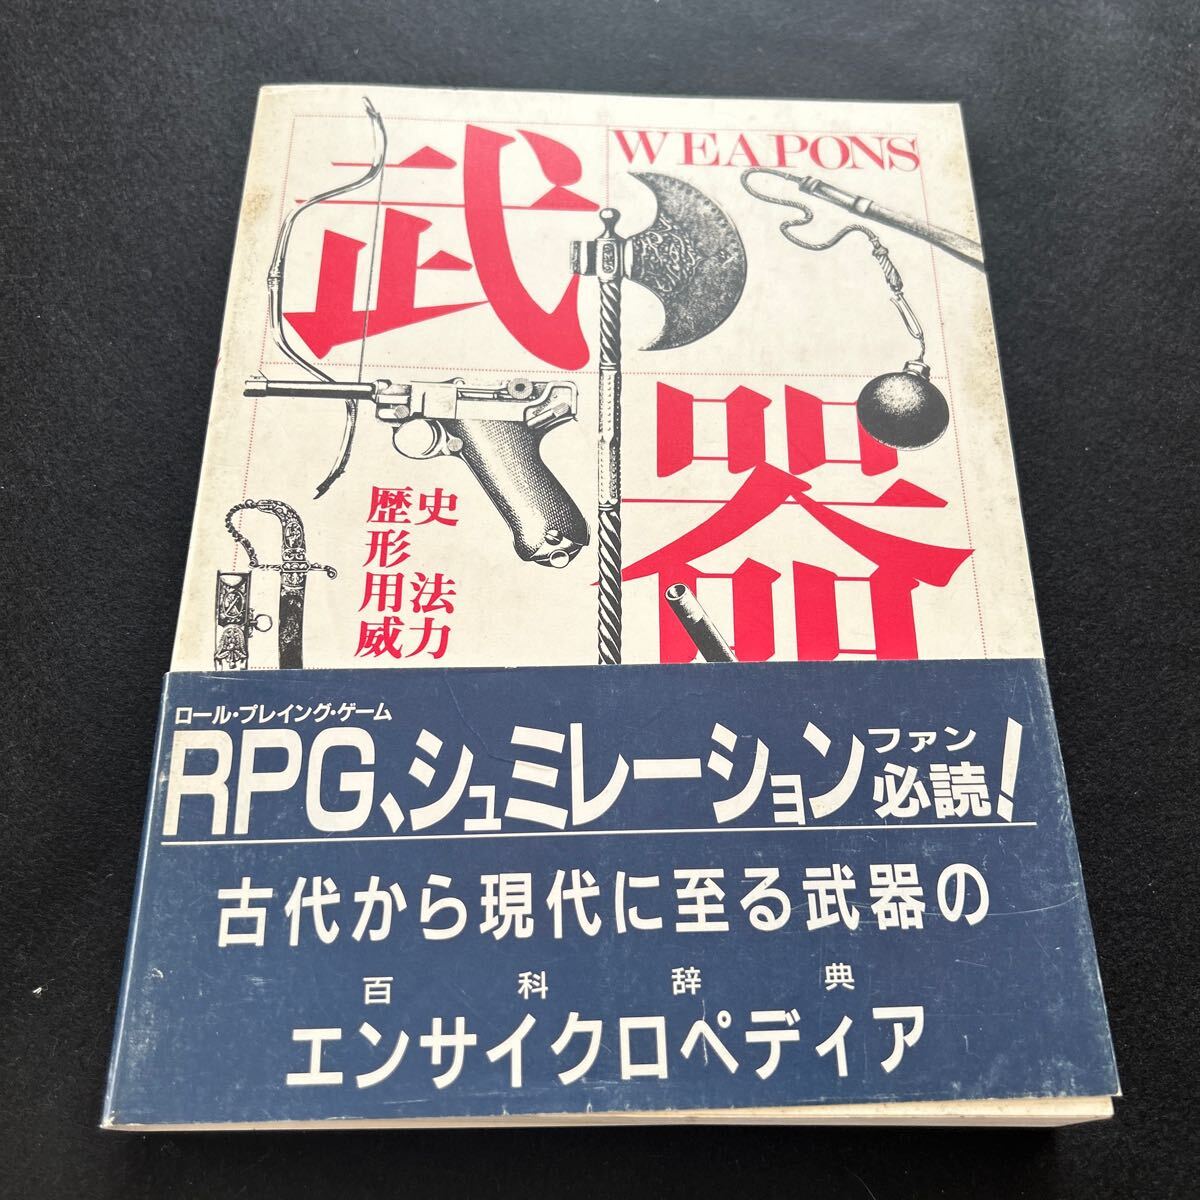 WEAPONS
武器
歴史
形
用法
威力
ロール・プレイング・ゲーム
ファン
RPG、シュミレーション必読！
古代から現代に至る武器の
百科辞典
エンサイクロペディア